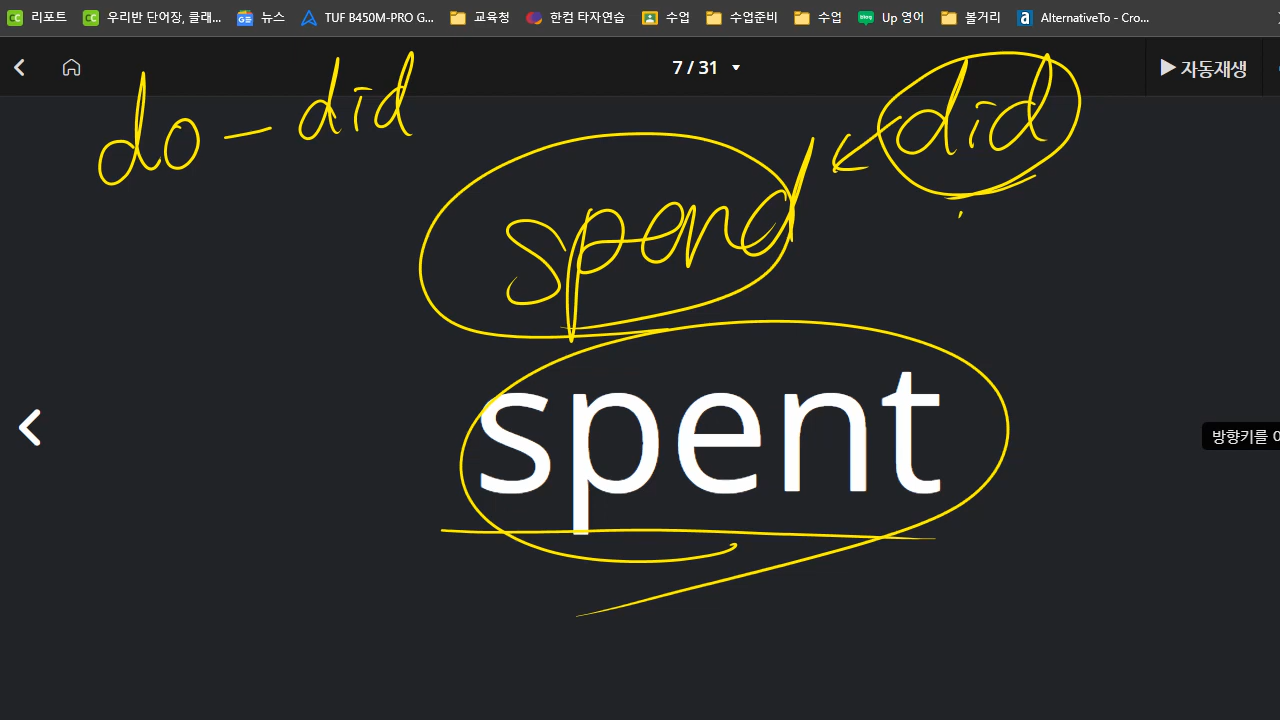 리포트 우리반 단어장, 클래... 뉴스 TUF B450M-PRO G... 교육청 한컴 타자연습 수업 수업준비 수업 Up 영어 볼거리 AlternativeTo - Cro...
7 / 31 자동재생
do - did
did
spend
spent
방향키를 이